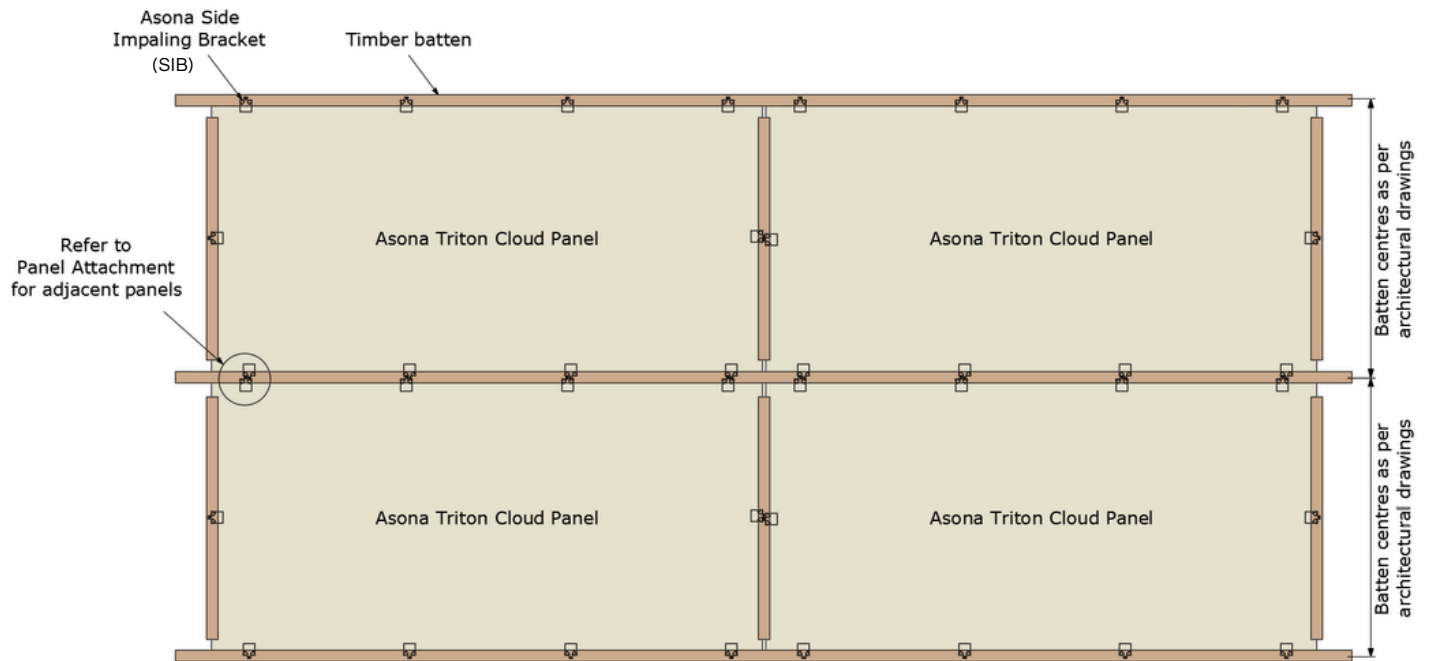 Asona Side
Impaling Bracket
(SIB)
Timber batten
Asona Triton Cloud Panel
Asona Triton Cloud Panel
Batten centres as per
architectural drawings
Refer to
Panel Attachment
for adjacent panels
Asona Triton Cloud Panel
Asona Triton Cloud Panel
Batten centres as per
architectural drawings